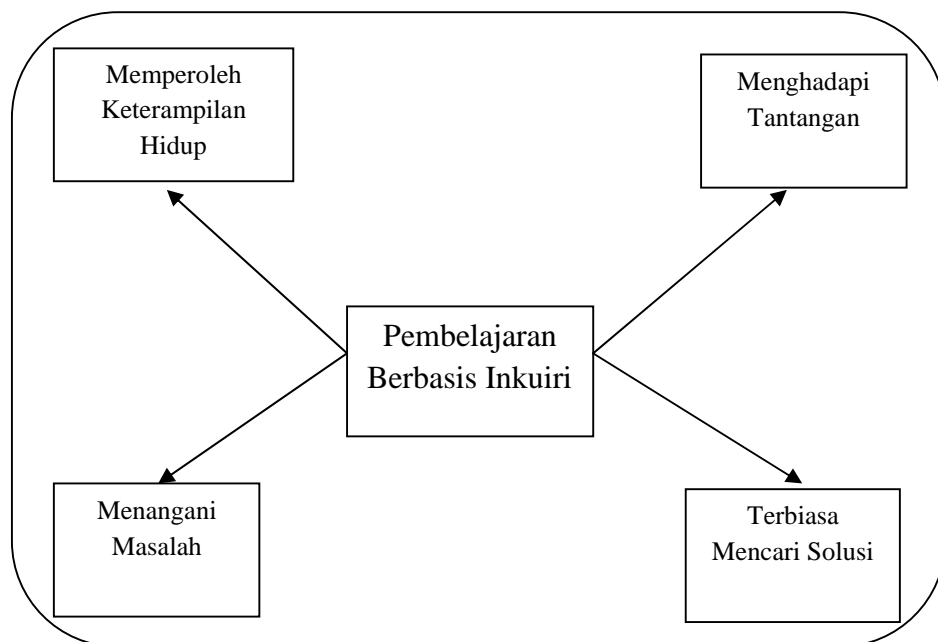 Memperoleh
Keterampilan
Hidup
Menghadapi
Tantangan
Pembelajaran
Berbasis Inkuiri
Menangani
Masalah
Terbiasa
Mencari Solusi